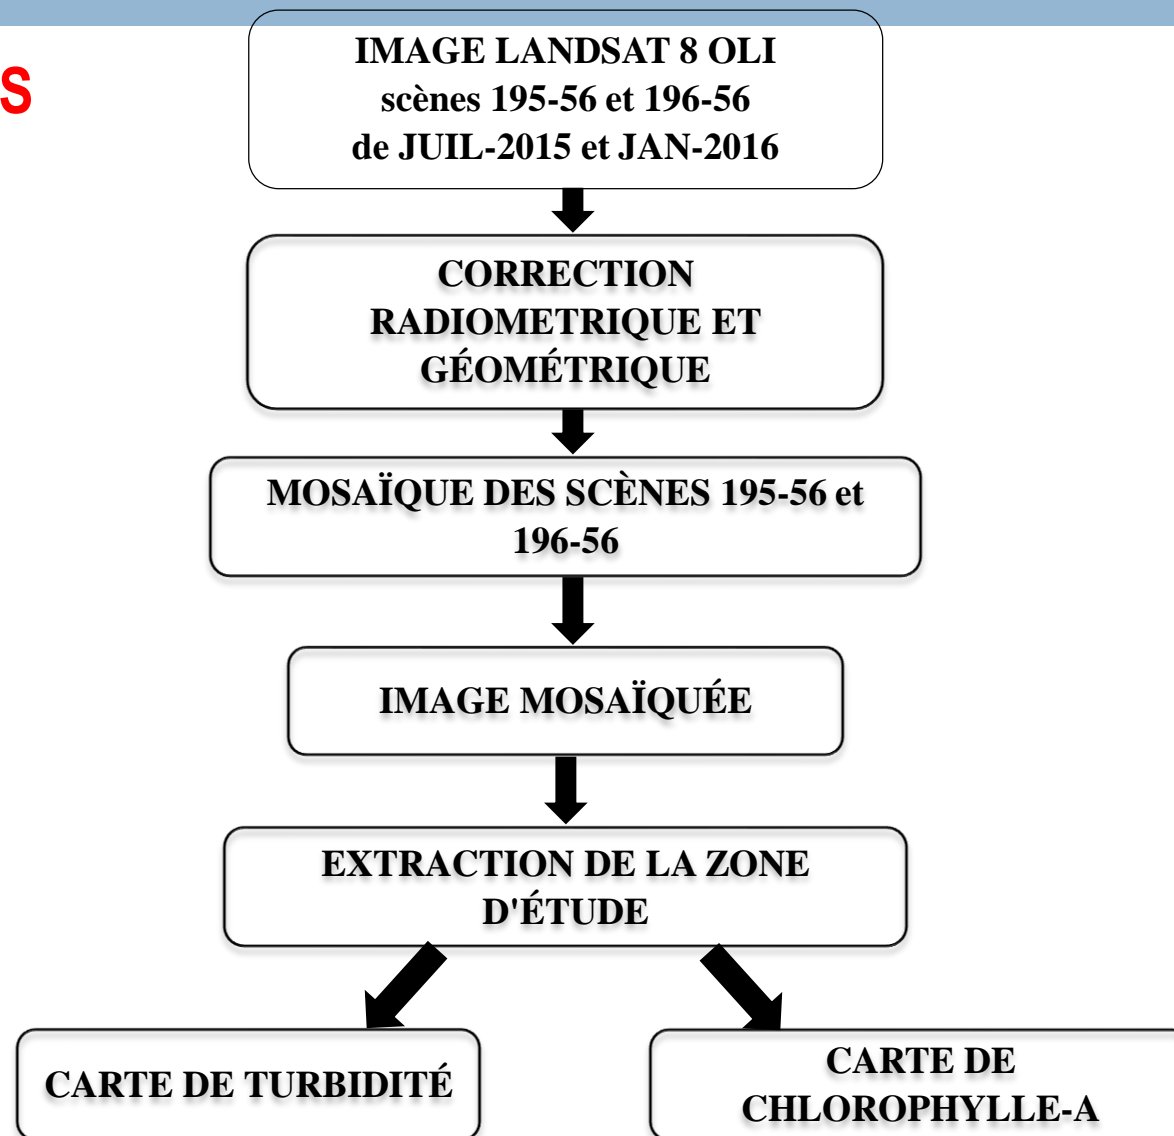 S
IMAGE LANDSAT 8 OLI
scènes 195-56 et 196-56
de JUIL-2015 et JAN-2016
CORRECTION
RADIOMETRIQUE ET
GÉOMÉTRIQUE
MOSAÏQUE DES SCÈNES 195-56 et
196-56
IMAGE MOSAÏQUÉE
EXTRACTION DE LA ZONE
D'ÉTUDE
CARTE DE TURBIDITÉ
CARTE DE
CHLOROPHYLLE-A